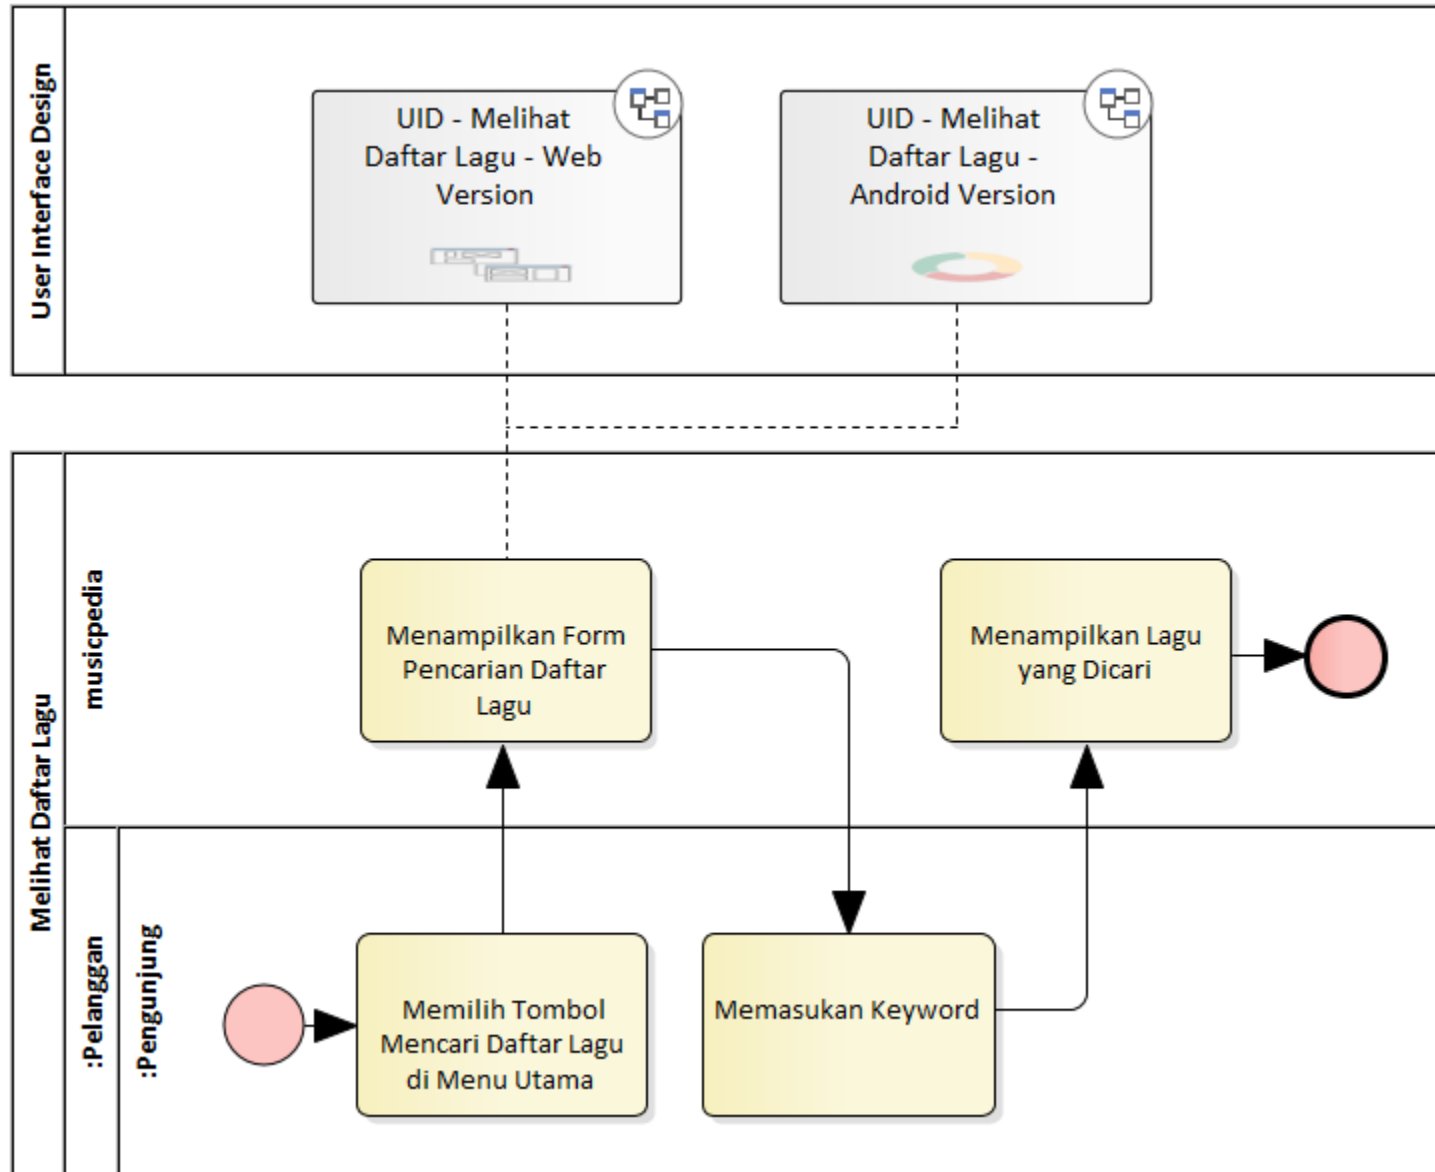 User Interface Design
UID - Melihat
Daftar Lagu - Web
Version
UID - Melihat
Daftar Lagu -
Android Version
Melihat Daftar Lagu
musicpedia
Menampilkan Form
Pencarian Daftar
Lagu
Menampilkan Lagu
yang Dicari
:Pelanggan
:Pengunjung
Memilih Tombol
Mencari Daftar Lagu
di Menu Utama
Memasukan Keyword